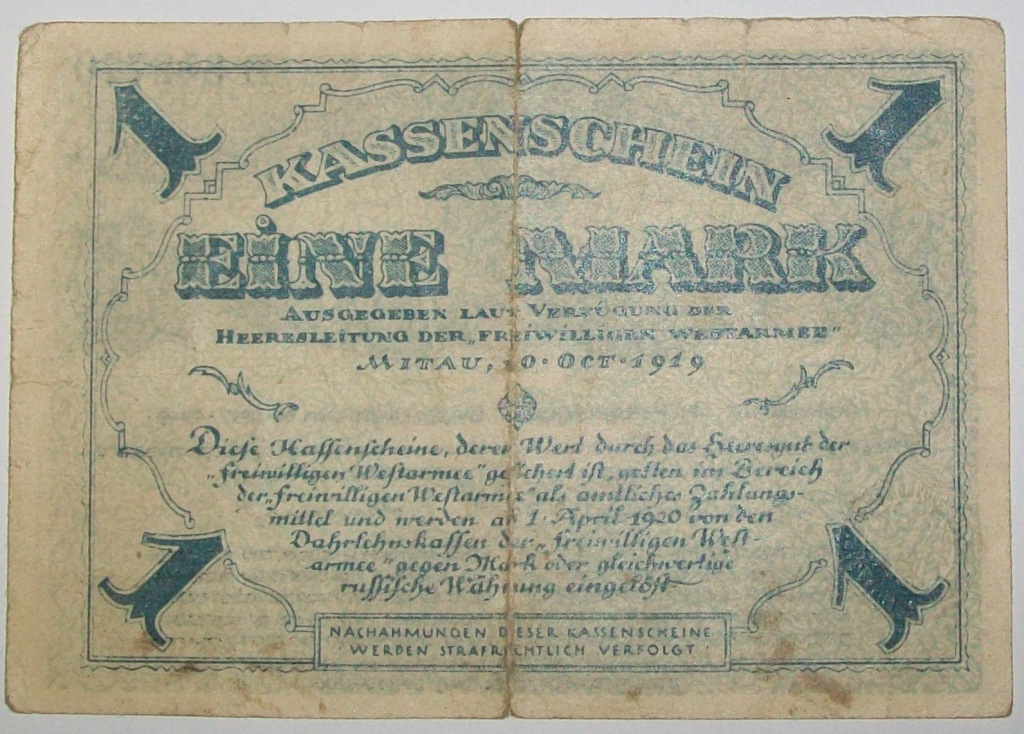 1 1
KASSENSCHEIN
EINE MARK
AUSGEGEBEN LAUT VERFÜGUNG DER
HEERESLEITUNG DER „FREIWILLIGEN WESTARMEE"
MITAU, 10 · OCT · 1919
Diese Kassenscheine, deren Wert durch das Heeresgut der
„freiwilligen Westarmee" gesichert ist, gelten im Bereich
der „freiwilligen Westarmee" als amtliches Zahlungs-
mittel und werden ab 1 · April 1920 von den
Dahrlehnskassen der „freiwilligen West-
armee" gegen Mark oder gleichwertige
russische Währung eingelöst
1 1
NACHAHMUNGEN DIESER KASSENSCHEINE
WERDEN STRAFRECHTLICH VERFOLGT ·